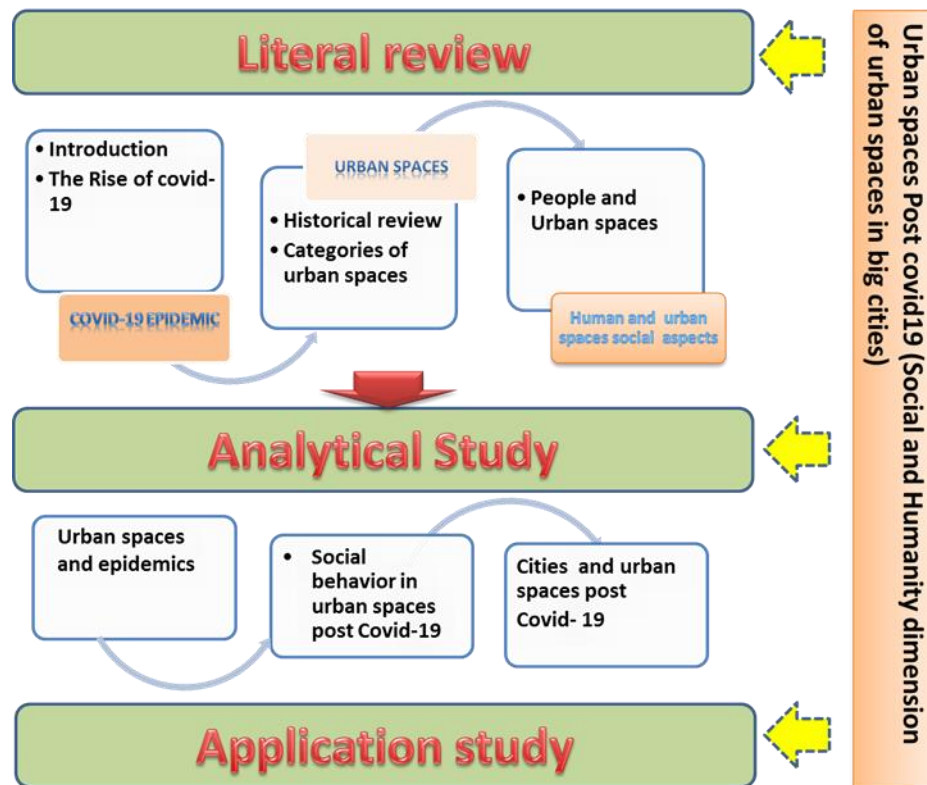 Literal review
• Introduction
• The Rise of covid-
19
COVID-19 EPIDEMIC
URBAN SPACES
• Historical review
• Categories of
urban spaces
• People and
Urban spaces
Human and urban
spaces social aspects
Analytical Study
Urban spaces
and epidemics
• Social
behavior in
urban spaces
post Covid-19
Cities and urban
spaces post
Covid- 19
Application study
Urban spaces Post covid19 (Social and Humanity dimension
of urban spaces in big cities)